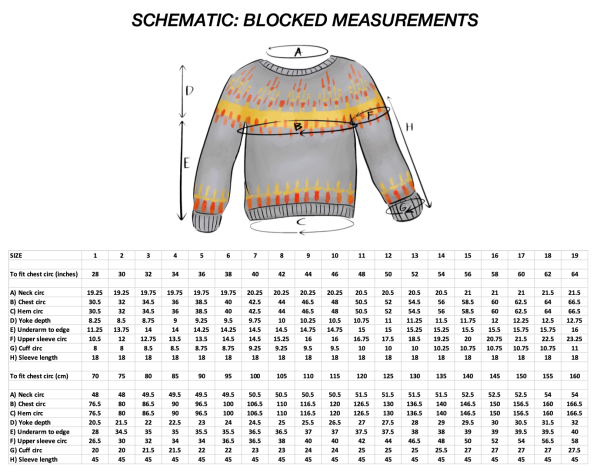 SCHEMATIC: BLOCKED MEASUREMENTS
A
D
F
B
H
E
G
C
SIZE 1 2 3 4 5 6 7 8 9 10 11 12 13 14 15 16 17 18 19
To fit chest circ (inches) 28 30 32 34 36 38 40 42 44 46 48 50 52 54 56 58 60 62 64
A) Neck circ 19.25 19.25 19.75 19.75 19.75 19.75 20.25 20.25 20.25 20.25 20.5 20.5 20.5 20.5 21 21 21 21.5 21.5
B) Chest circ 30.5 32 34.5 36 38.5 40 42.5 44 46.5 48 50.5 52 54.5 56 58.5 60 62.5 64 66.5
C) Hem circ 30.5 32 34.5 36 38.5 40 42.5 44 46.5 48 50.5 52 54.5 56 58.5 60 62.5 64 66.5
D) Yoke depth 8.25 8.5 8.75 9 9.25 9.5 9.75 10 10.25 10.5 10.75 11 11.25 11.5 11.75 12 12.25 12.5 12.75
E) Underarm to edge 11.25 13.75 14 14 14.25 14.25 14.5 14.5 14.75 14.75 15 15 15.25 15.25 15.5 15.5 15.75 15.75 16
F) Upper sleeve circ 10.5 12 12.75 13.5 13.5 14.5 14.5 15.25 16 16 16.75 17.5 18.5 19.25 20 20.75 21.5 22.5 23.25
G) Cuff circ 8 8 8.5 8.5 8.75 8.75 9.25 9.25 9.5 9.5 10 10 10 10.25 10.75 10.75 10.75 10.75 11
H) Sleeve length 18 18 18 18 18 18 18 18 18 18 18 18 18 18 18 18 18 18 18
To fit chest circ (cm) 70 75 80 85 90 95 100 105 110 115 120 125 130 135 140 145 150 155 160
A) Neck circ 48 48 49.5 49.5 49.5 49.5 50.5 50.5 50.5 50.5 51.5 51.5 51.5 51.5 52.5 52.5 52.5 54 54
B) Chest circ 76.5 80 86.5 90 96.5 100 106.5 110 116.5 120 126.5 130 136.5 140 146.5 150 156.5 160 166.5
C) Hem circ 76.5 80 86.5 90 96.5 100 106.5 110 116.5 120 126.5 130 136.5 140 146.5 150 156.5 160 166.5
D) Yoke depth 20.5 21.5 22 22.5 23 24 24.5 25 25.5 26.5 27 27.5 28 29 29.5 30 30.5 31.5 32
E) Underarm to edge 28 34.5 35 35 35.5 35.5 36.5 36.5 37 37 37.5 37.5 38 38 39 39 39.5 39.5 40
F) Upper sleeve circ 26.5 30 32 34 34 36.5 36.5 38 40 40 42 44 46.5 48 50 52 54 56.5 58
G) Cuff circ 20 20 21.5 21.5 22 22 23 23 24 24 25 25 25 25.5 27 27 27 27 27.5
H) Sleeve length 45 45 45 45 45 45 45 45 45 45 45 45 45 45 45 45 45 45 45